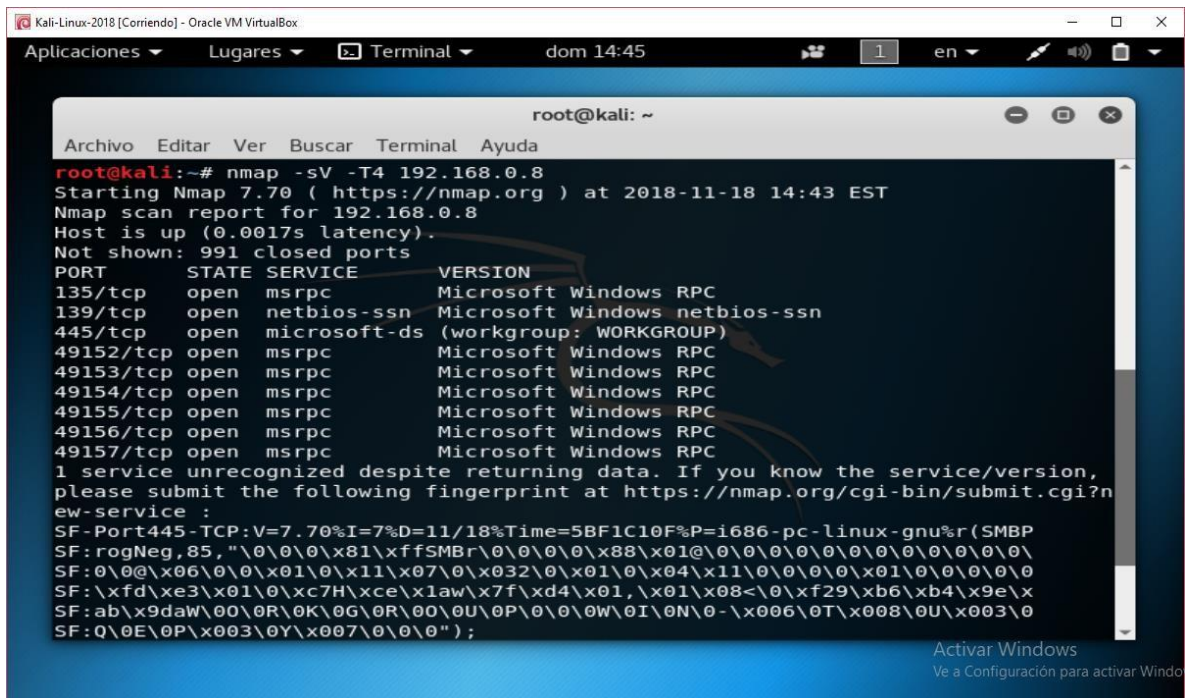 Kali-Linux-2018 [Corriendo] - Oracle VM VirtualBox
Aplicaciones Lugares Terminal dom 14:45 1 en
root@kali: ~
Archivo Editar Ver Buscar Terminal Ayuda
root@kali:~# nmap -sV -T4 192.168.0.8
Starting Nmap 7.70 ( https://nmap.org ) at 2018-11-18 14:43 EST
Nmap scan report for 192.168.0.8
Host is up (0.0017s latency).
Not shown: 991 closed ports
PORT STATE SERVICE VERSION
135/tcp open msrpc Microsoft Windows RPC
139/tcp open netbios-ssn Microsoft Windows netbios-ssn
445/tcp open microsoft-ds (workgroup: WORKGROUP)
49152/tcp open msrpc Microsoft Windows RPC
49153/tcp open msrpc Microsoft Windows RPC
49154/tcp open msrpc Microsoft Windows RPC
49155/tcp open msrpc Microsoft Windows RPC
49156/tcp open msrpc Microsoft Windows RPC
49157/tcp open msrpc Microsoft Windows RPC
1 service unrecognized despite returning data. If you know the service/version,
please submit the following fingerprint at https://nmap.org/cgi-bin/submit.cgi?n
ew-service :
SF-Port445-TCP:V=7.70%I=7%D=11/18%Time=5BF1C10F%P=i686-pc-linux-gnu%r(SMBP
SF:rogNeg,85,"\0\0\0\x81\xffSMBr\0\0\0\0\x88\x01@\0\0\0\0\0\0\0\0\0\0\0\0\
SF:0\0@\x06\0\0\x01\0\x11\x07\0\x032\0\x01\0\x04\x11\0\0\0\0\x01\0\0\0\0\0
SF:\xfd\xe3\x01\0\xc7H\xce\x1aw\x7f\xd4\x01,\x01\x08<\0\xf29\xb6\xb4\x9e\x
SF:ab\x9daW\0O\0R\0K\0G\0R\0O\0U\0P\0\0\0W\0I\0N\0-\x006\0T\x008\0U\x003\0
SF:Q\0E\0P\x003\0Y\x007\0\0\0");
Activar Windows
Ve a Configuración para activar Windo